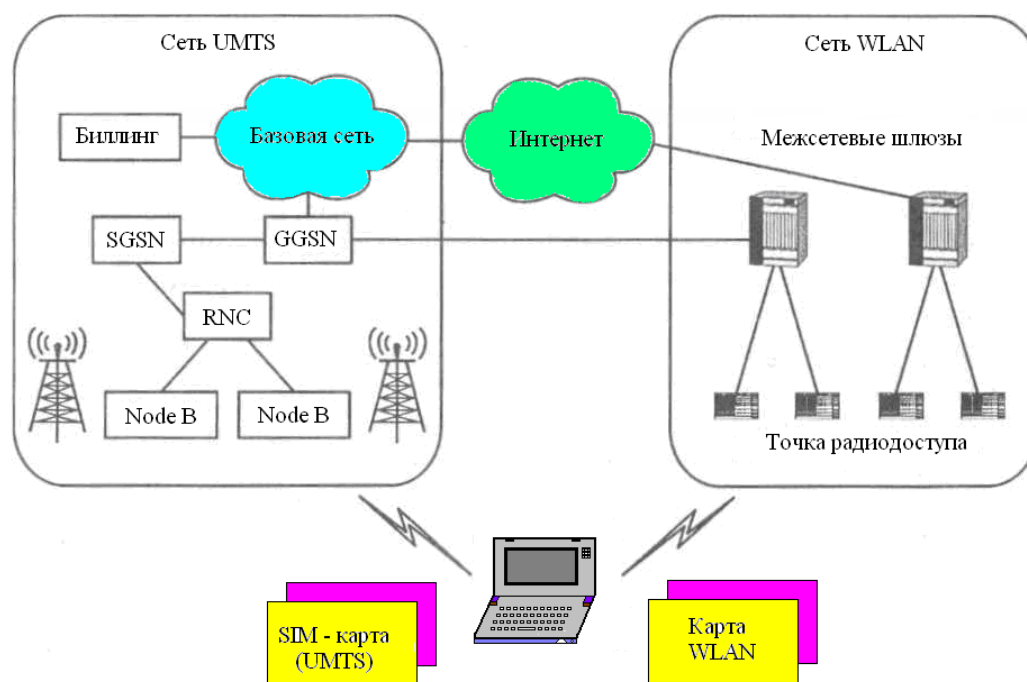 Сеть UMTS
Сеть WLAN
Биллинг
Базовая сеть
Интернет
Межсетевые шлюзы
SGSN
GGSN
RNC
Node B
Node B
Точка радиодоступа
SIM - карта
(UMTS)
Карта
WLAN